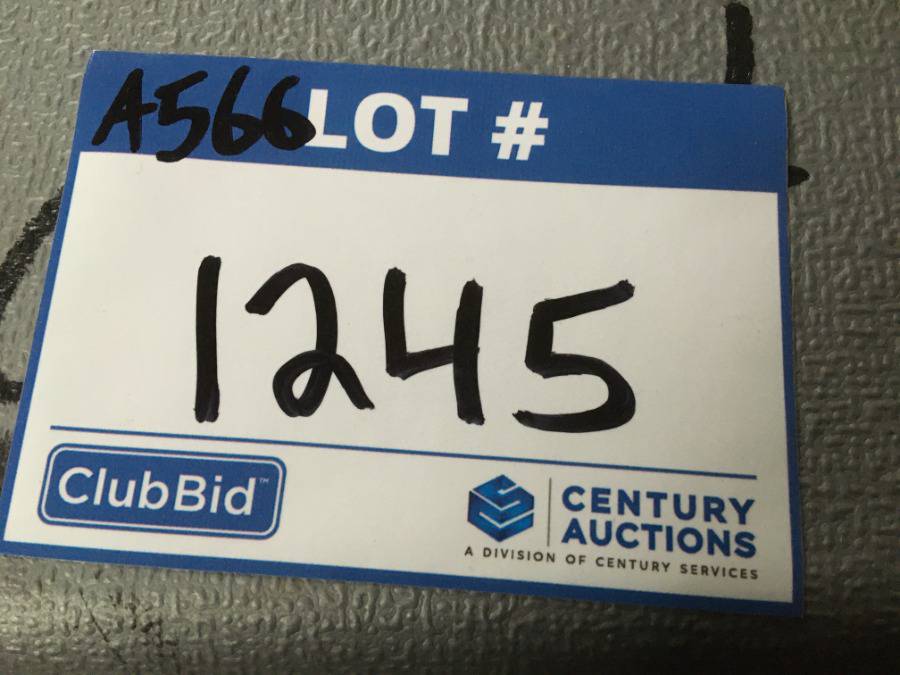 A566 LOT #
1245
ClubBid™
CENTURY
AUCTIONS
A DIVISION OF CENTURY SERVICES